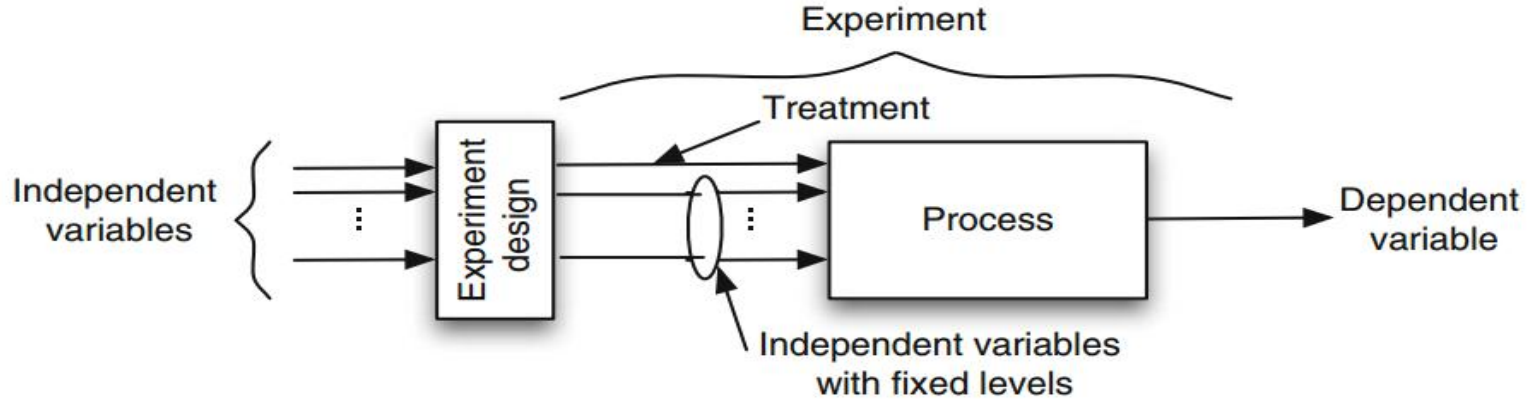 Experiment
Treatment
Independent
variables
Experiment
design
Process
Dependent
variable
Independent variables
with fixed levels